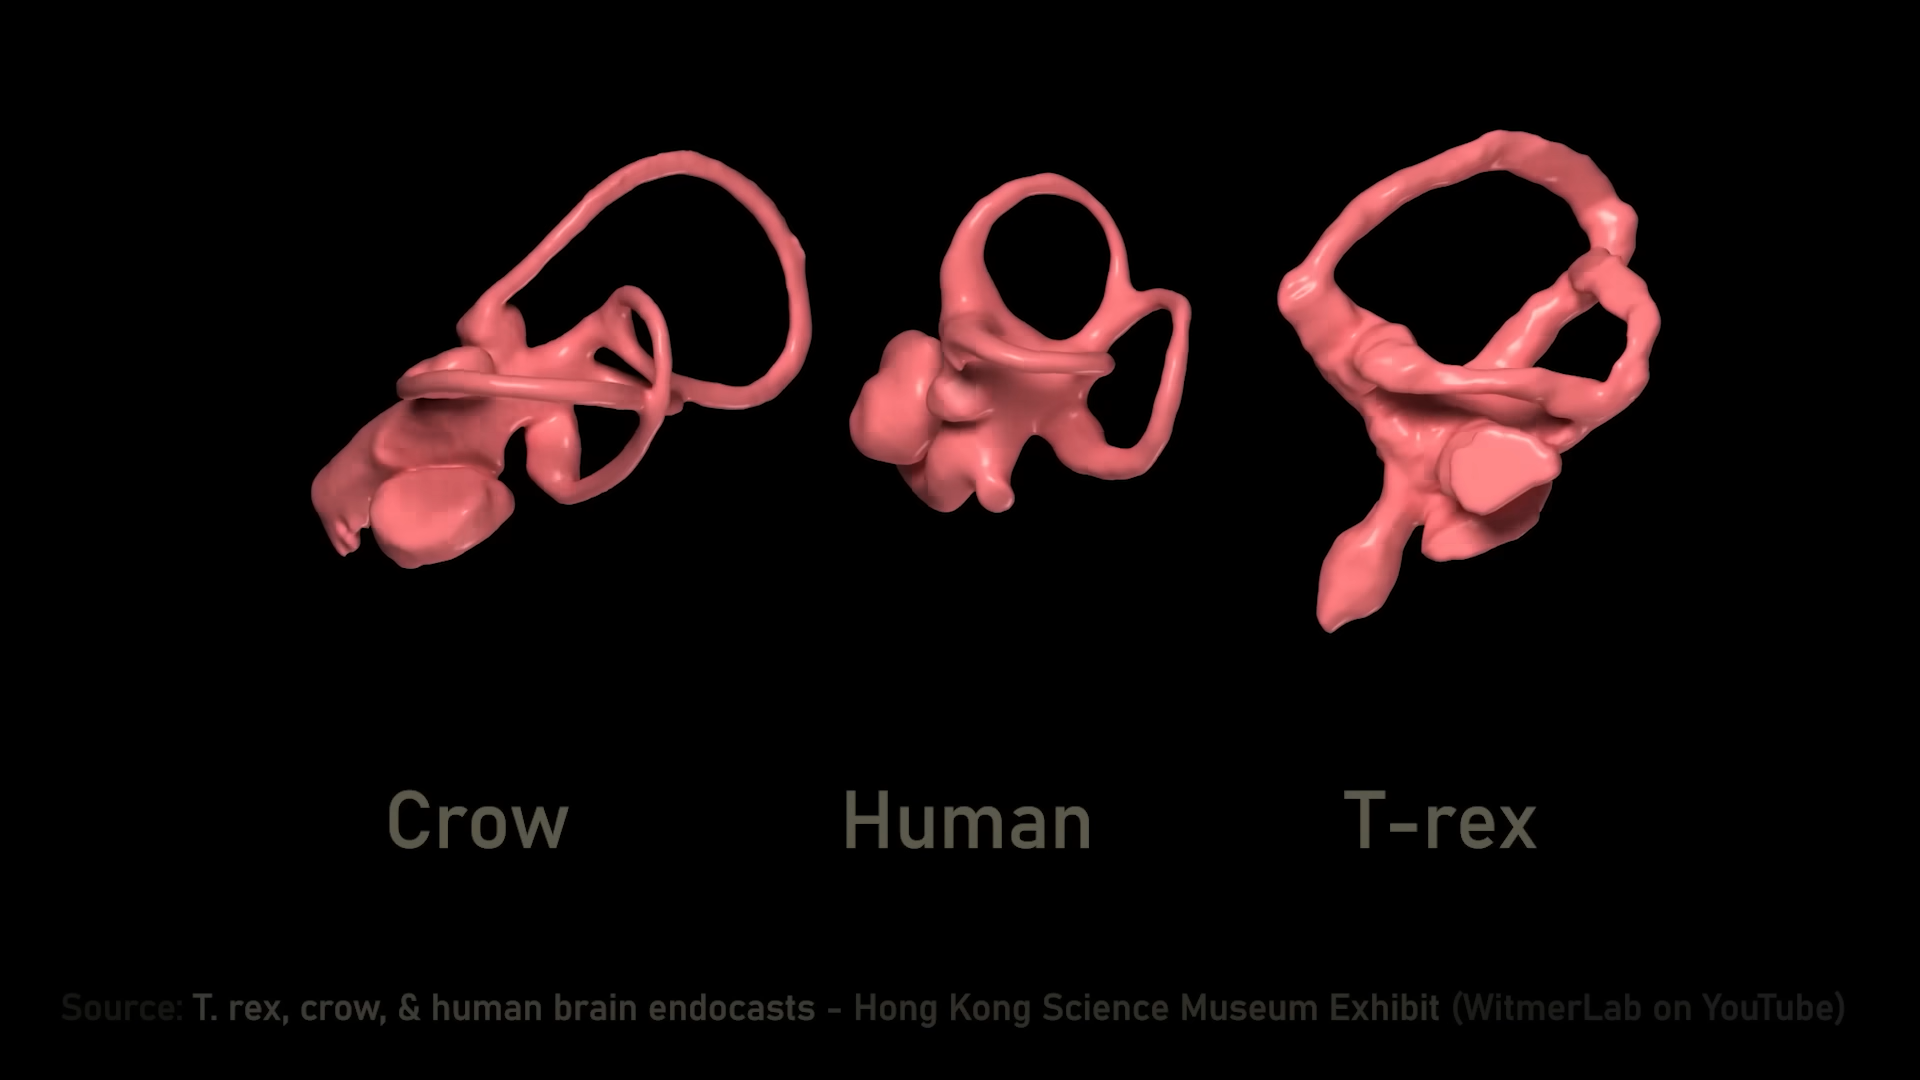 Crow
Human
T-rex
Source: T. rex, crow, & human brain endocasts - Hong Kong Science Museum Exhibit (WitmerLab on YouTube)